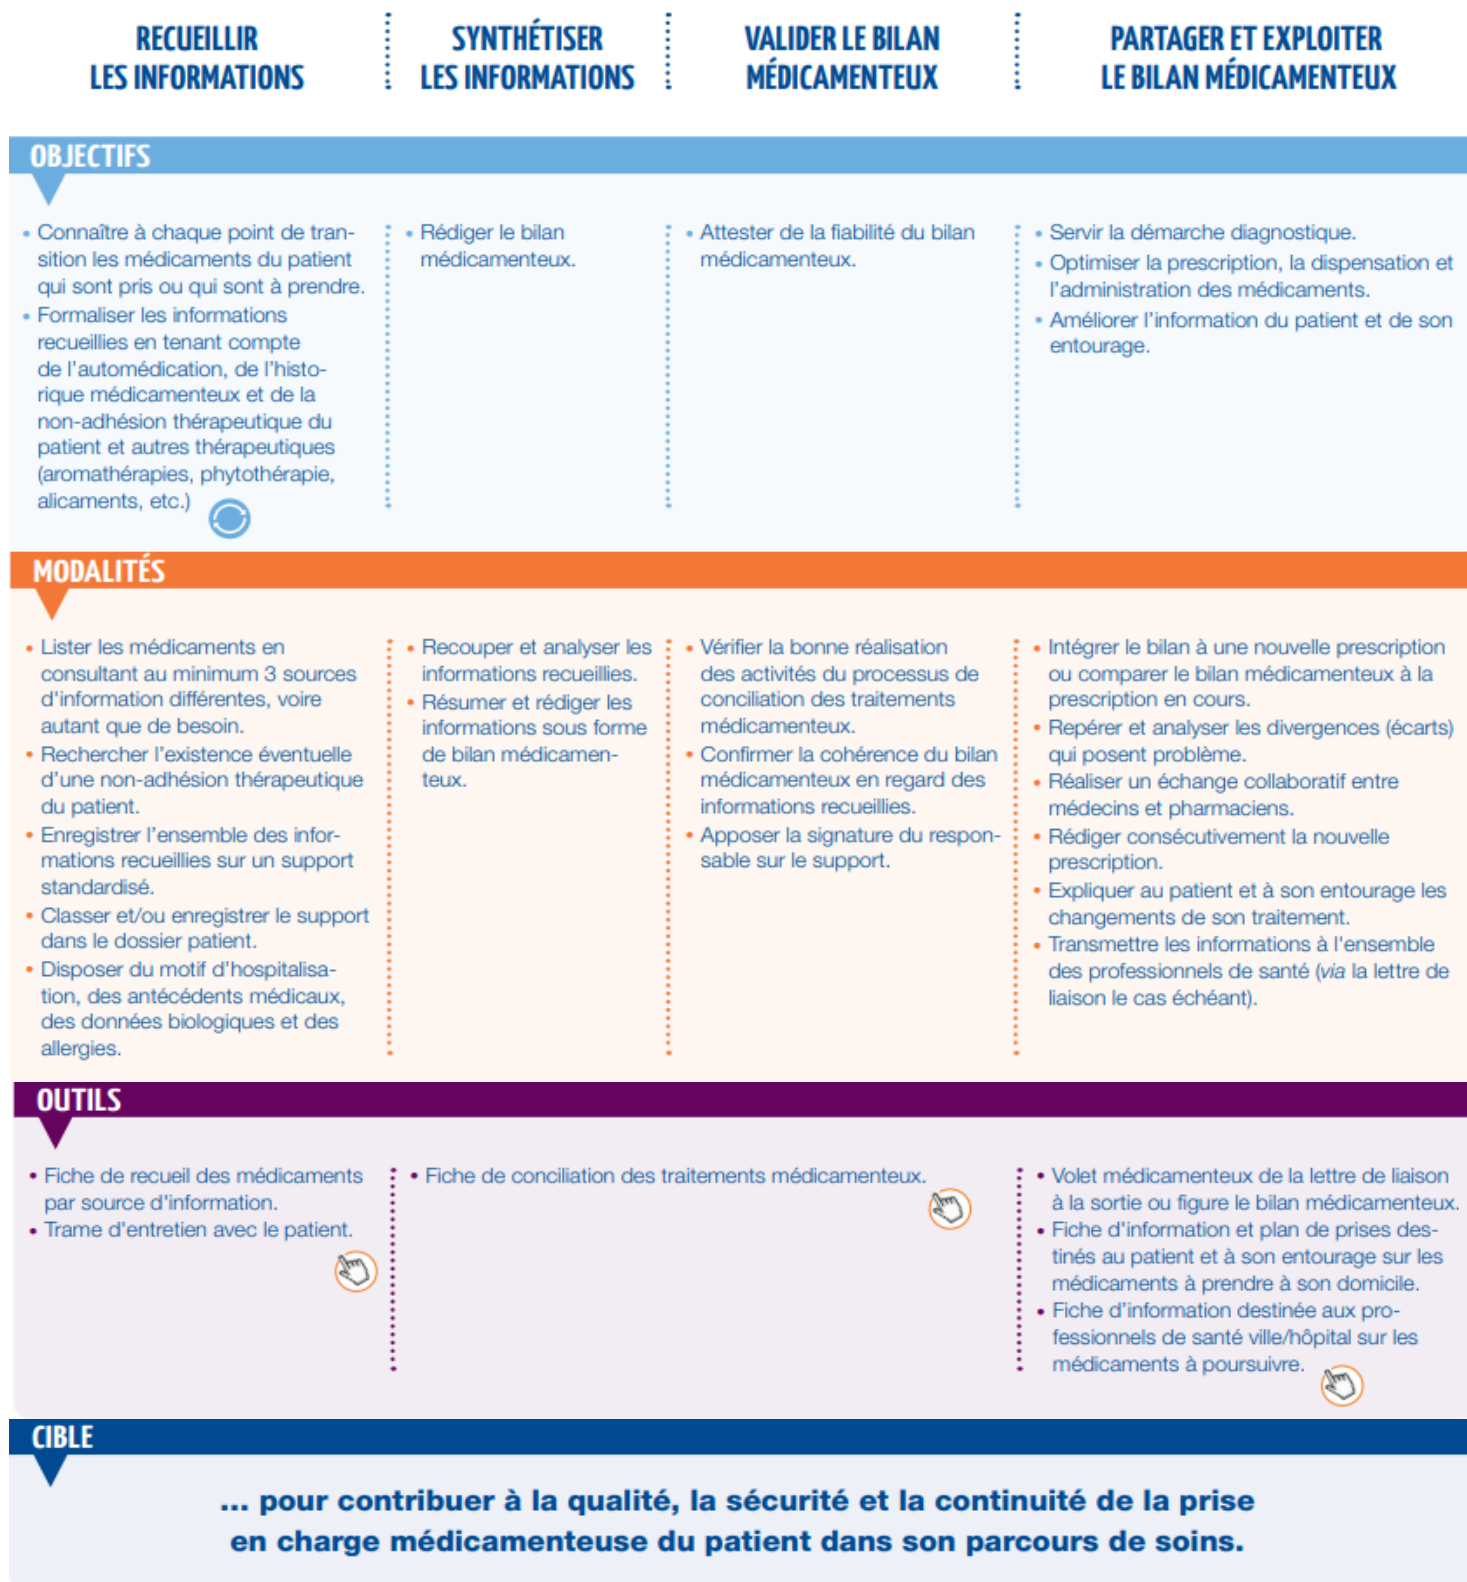 RECUEILLIR
LES INFORMATIONS
SYNTHÉTISER
LES INFORMATIONS
VALIDER LE BILAN
MÉDICAMENTEUX
PARTAGER ET EXPLOITER
LE BILAN MÉDICAMENTEUX
OBJECTIFS
• Connaître à chaque point de tran-
sition les médicaments du patient
qui sont pris ou qui sont à prendre.
• Formaliser les informations
recueillies en tenant compte
de l'automédication, de l'histo-
rique médicamenteux et de la
non-adhésion thérapeutique du
patient et autres thérapeutiques
(aromathérapies, phytothérapie,
alicaments, etc.)
• Rédiger le bilan
médicamenteux.
• Attester de la fiabilité du bilan
médicamenteux.
• Servir la démarche diagnostique.
• Optimiser la prescription, la dispensation et
l'administration des médicaments.
• Améliorer l'information du patient et de son
entourage.
MODALITÉS
• Lister les médicaments en
consultant au minimum 3 sources
d'information différentes, voire
autant que de besoin.
• Rechercher l'existence éventuelle
d'une non-adhésion thérapeutique
du patient.
• Enregistrer l'ensemble des infor-
mations recueillies sur un support
standardisé.
• Classer et/ou enregistrer le support
dans le dossier patient.
• Disposer du motif d'hospitalisa-
tion, des antécédents médicaux,
des données biologiques et des
allergies.
• Recouper et analyser les
informations recueillies.
• Résumer et rédiger les
informations sous forme
de bilan médicamen-
teux.
• Vérifier la bonne réalisation
des activités du processus de
conciliation des traitements
médicamenteux.
• Confirmer la cohérence du bilan
médicamenteux en regard des
informations recueillies.
• Apposer la signature du respon-
sable sur le support.
• Intégrer le bilan à une nouvelle prescription
ou comparer le bilan médicamenteux à la
prescription en cours.
• Repérer et analyser les divergences (écarts)
qui posent problème.
• Réaliser un échange collaboratif entre
médecins et pharmaciens.
• Rédiger consécutivement la nouvelle
prescription.
• Expliquer au patient et à son entourage les
changements de son traitement.
• Transmettre les informations à l'ensemble
des professionnels de santé (via la lettre de
liaison le cas échéant).
OUTILS
• Fiche de recueil des médicaments
par source d'information.
• Trame d'entretien avec le patient.
• Fiche de conciliation des traitements médicamenteux.
• Volet médicamenteux de la lettre de liaison
à la sortie ou figure le bilan médicamenteux.
• Fiche d'information et plan de prises des-
tinés au patient et à son entourage sur les
médicaments à prendre à son domicile.
• Fiche d'information destinée aux pro-
fessionnels de santé ville/hôpital sur les
médicaments à poursuivre.
CIBLE
... pour contribuer à la qualité, la sécurité et la continuité de la prise
en charge médicamenteuse du patient dans son parcours de soins.